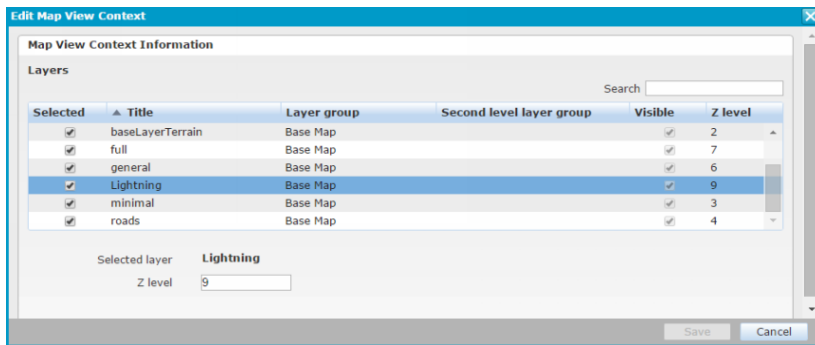 Edit Map View Context
Map View Context Information
Layers
Search
Selected Title Layer group Second level layer group Visible Z level
baseLayerTerrain Base Map 2
full Base Map 7
general Base Map 6
Lightning Base Map 9
minimal Base Map 3
roads Base Map 4
Selected layer Lightning
Z level 9
Save Cancel